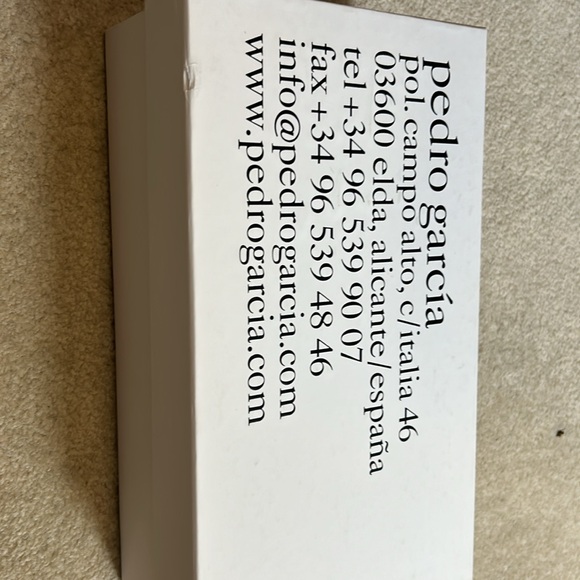 pedro garcía
pol. campo alto, c/italia 46
03600 elda, alicante/españa
tel +34 96 539 90 07
fax +34 96 539 48 46
info@pedrogarcia.com
www.pedrogarcia.com